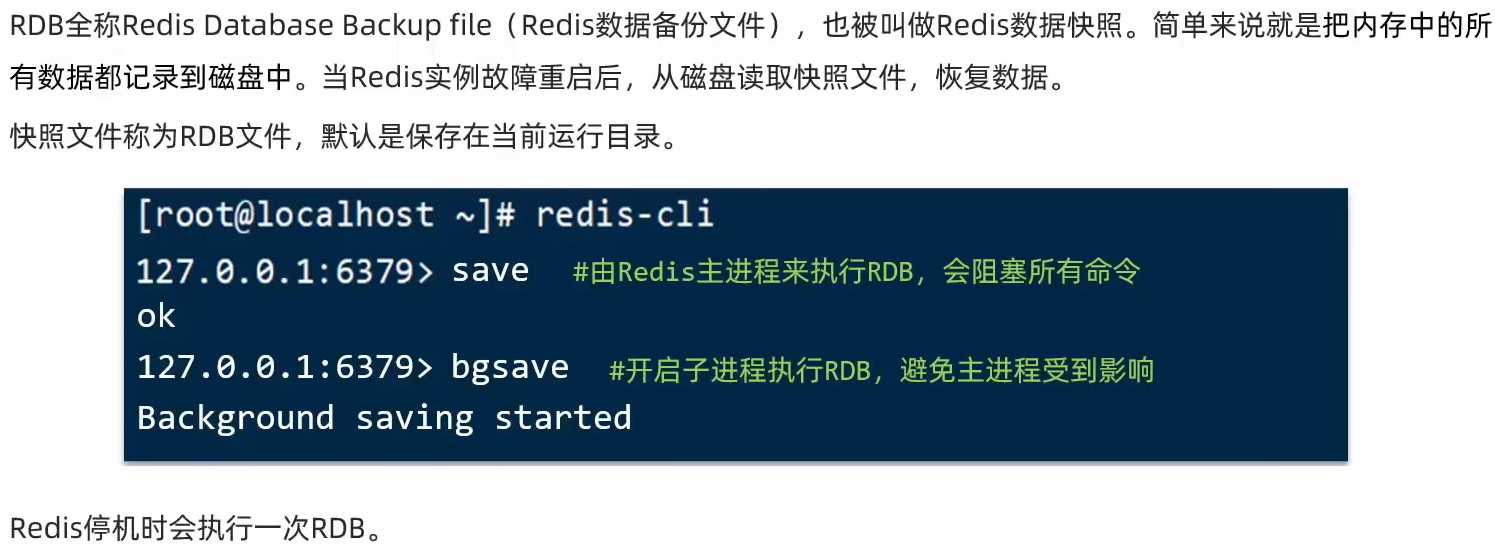 RDB全称Redis Database Backup file（Redis数据备份文件），也被叫做Redis数据快照。简单来说就是把内存中的所
有数据都记录到磁盘中。当Redis实例故障重启后，从磁盘读取快照文件，恢复数据。
快照文件称为RDB文件，默认是保存在当前运行目录。
[root@localhost ~]# redis-cli
127.0.0.1:6379> save #由Redis主进程来执行RDB，会阻塞所有命令
ok
127.0.0.1:6379> bgsave #开启子进程执行RDB，避免主进程受到影响
Background saving started
Redis停机时会执行一次RDB。